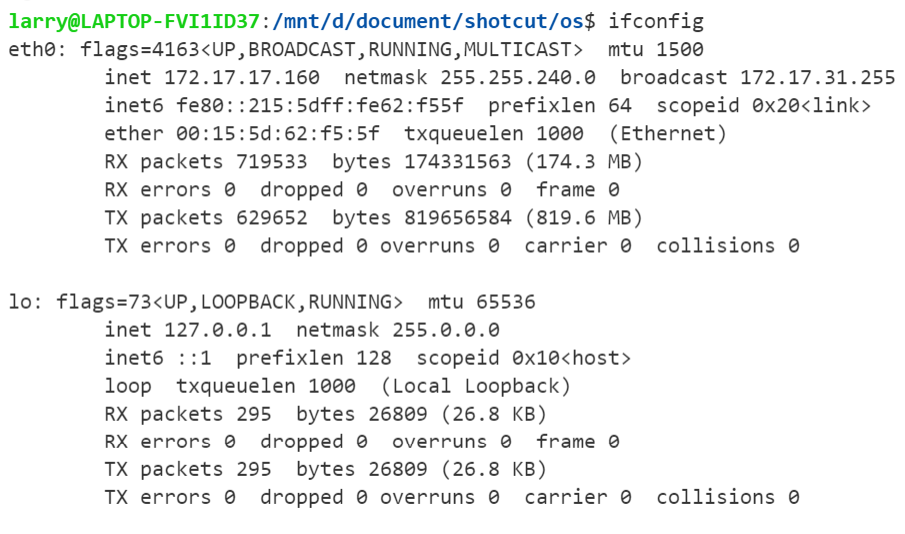 larry@LAPTOP-FVI1ID37:/mnt/d/document/shotcut/os$ ifconfig
eth0: flags=4163<UP,BROADCAST,RUNNING,MULTICAST>  mtu 1500
        inet 172.17.17.160  netmask 255.255.240.0  broadcast 172.17.31.255
        inet6 fe80::215:5dff:fe62:f55f  prefixlen 64  scopeid 0x20<link>
        ether 00:15:5d:62:f5:5f  txqueuelen 1000  (Ethernet)
        RX packets 719533  bytes 174331563 (174.3 MB)
        RX errors 0  dropped 0  overruns 0  frame 0
        TX packets 629652  bytes 819656584 (819.6 MB)
        TX errors 0  dropped 0 overruns 0  carrier 0  collisions 0

lo: flags=73<UP,LOOPBACK,RUNNING>  mtu 65536
        inet 127.0.0.1  netmask 255.0.0.0
        inet6 ::1  prefixlen 128  scopeid 0x10<host>
        loop  txqueuelen 1000  (Local Loopback)
        RX packets 295  bytes 26809 (26.8 KB)
        RX errors 0  dropped 0  overruns 0  frame 0
        TX packets 295  bytes 26809 (26.8 KB)
        TX errors 0  dropped 0 overruns 0  carrier 0  collisions 0